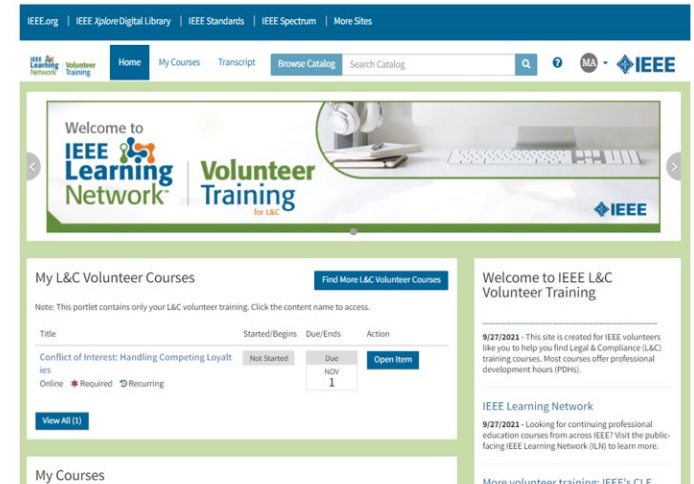 IEEE.org | IEEE Xplore Digital Library | IEEE Standards | IEEE Spectrum | More Sites
IEEE Learning Network Volunteer Training
Home My Courses Transcript Browse Catalog Search Catalog ? MA IEEE
Welcome to
IEEE
Learning
Network™
Volunteer
Training
for L&C
IEEE
My L&C Volunteer Courses
Find More L&C Volunteer Courses
Note: This portlet contains only your L&C volunteer training. Click the content name to access.
Title Started/Begins Due/Ends Action
Conflict of Interest: Handling Competing Loyalt
ies
Not Started
Due
NOV
1
Open Item
Online * Required Recurring
View All (1)
My Courses
Welcome to IEEE L&C
Volunteer Training
9/27/2021 - This site is created for IEEE volunteers
like you to help you find Legal & Compliance (L&C)
training courses. Most courses offer professional
development hours (PDHs).
IEEE Learning Network
9/27/2021 - Looking for continuing professional
education courses from across IEEE? Visit the public-
facing IEEE Learning Network (ILN) to learn more.
More volunteer training: IEEE's CLE